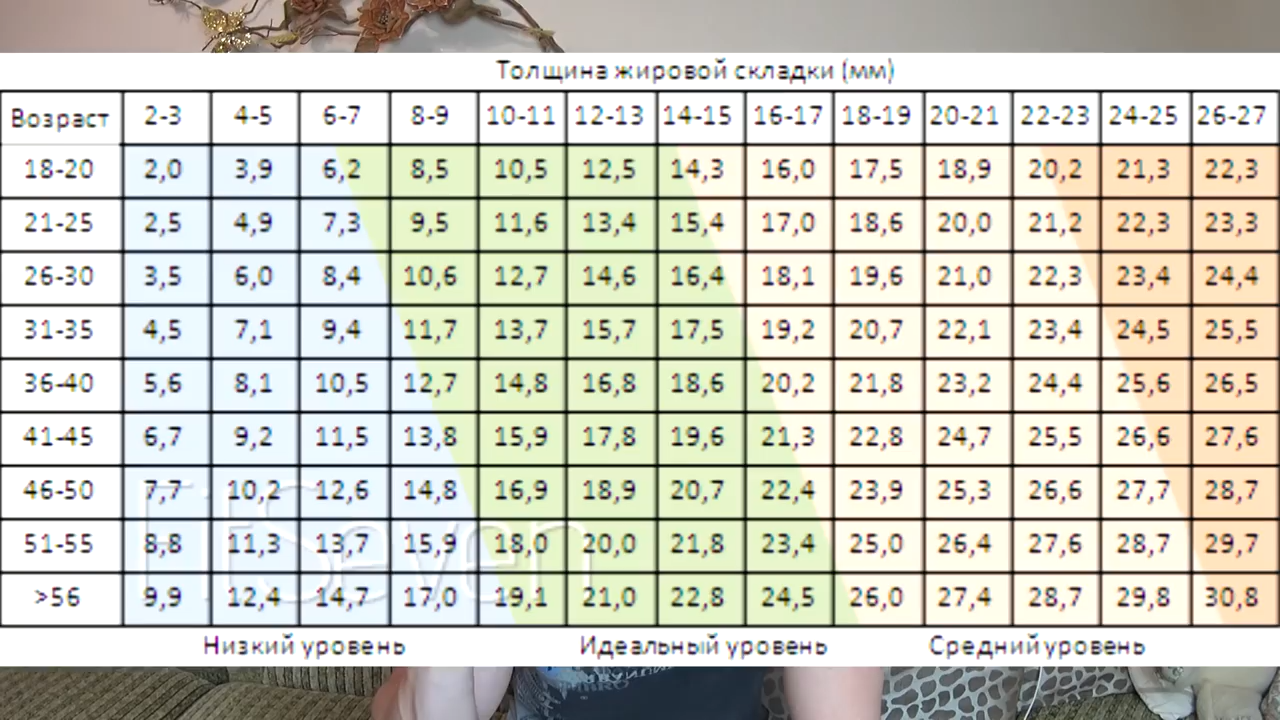 Толщина жировой складки (мм)
Возраст 2-3 4-5 6-7 8-9 10-11 12-13 14-15 16-17 18-19 20-21 22-23 24-25 26-27
18-20 2,0 3,9 6,2 8,5 10,5 12,5 14,3 16,0 17,5 18,9 20,2 21,3 22,3
21-25 2,5 4,9 7,3 9,5 11,6 13,4 15,4 17,0 18,6 20,0 21,2 22,3 23,3
26-30 3,5 6,0 8,4 10,6 12,7 14,6 16,4 18,1 19,6 21,0 22,3 23,4 24,4
31-35 4,5 7,1 9,4 11,7 13,7 15,7 17,5 19,2 20,7 22,1 23,4 24,5 25,5
36-40 5,6 8,1 10,5 12,7 14,8 16,8 18,6 20,2 21,8 23,2 24,4 25,6 26,5
41-45 6,7 9,2 11,5 13,8 15,9 17,8 19,6 21,3 22,8 24,7 25,5 26,6 27,6
46-50 7,7 10,2 12,6 14,8 16,9 18,9 20,7 22,4 23,9 25,3 26,6 27,7 28,7
51-55 8,8 11,3 13,7 15,9 18,0 20,0 21,8 23,4 25,0 26,4 27,6 28,7 29,7
>56 9,9 12,4 14,7 17,0 19,1 21,0 22,8 24,5 26,0 27,4 28,7 29,8 30,8
FitSeven
Низкий уровень Идеальный уровень Средний уровень